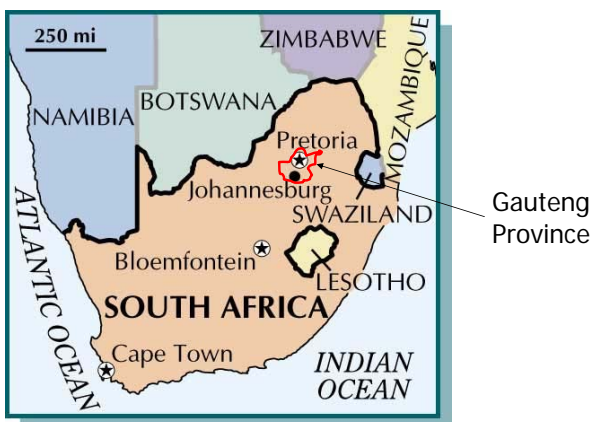 250 mi
ZIMBABWE
MOZAMBIQUE
BOTSWANA
NAMIBIA
Pretoria
Johannesburg
SWAZILAND
Gauteng
Province
ATLANTIC OCEAN
Bloemfontein
LESOTHO
SOUTH AFRICA
Cape Town
INDIAN
OCEAN